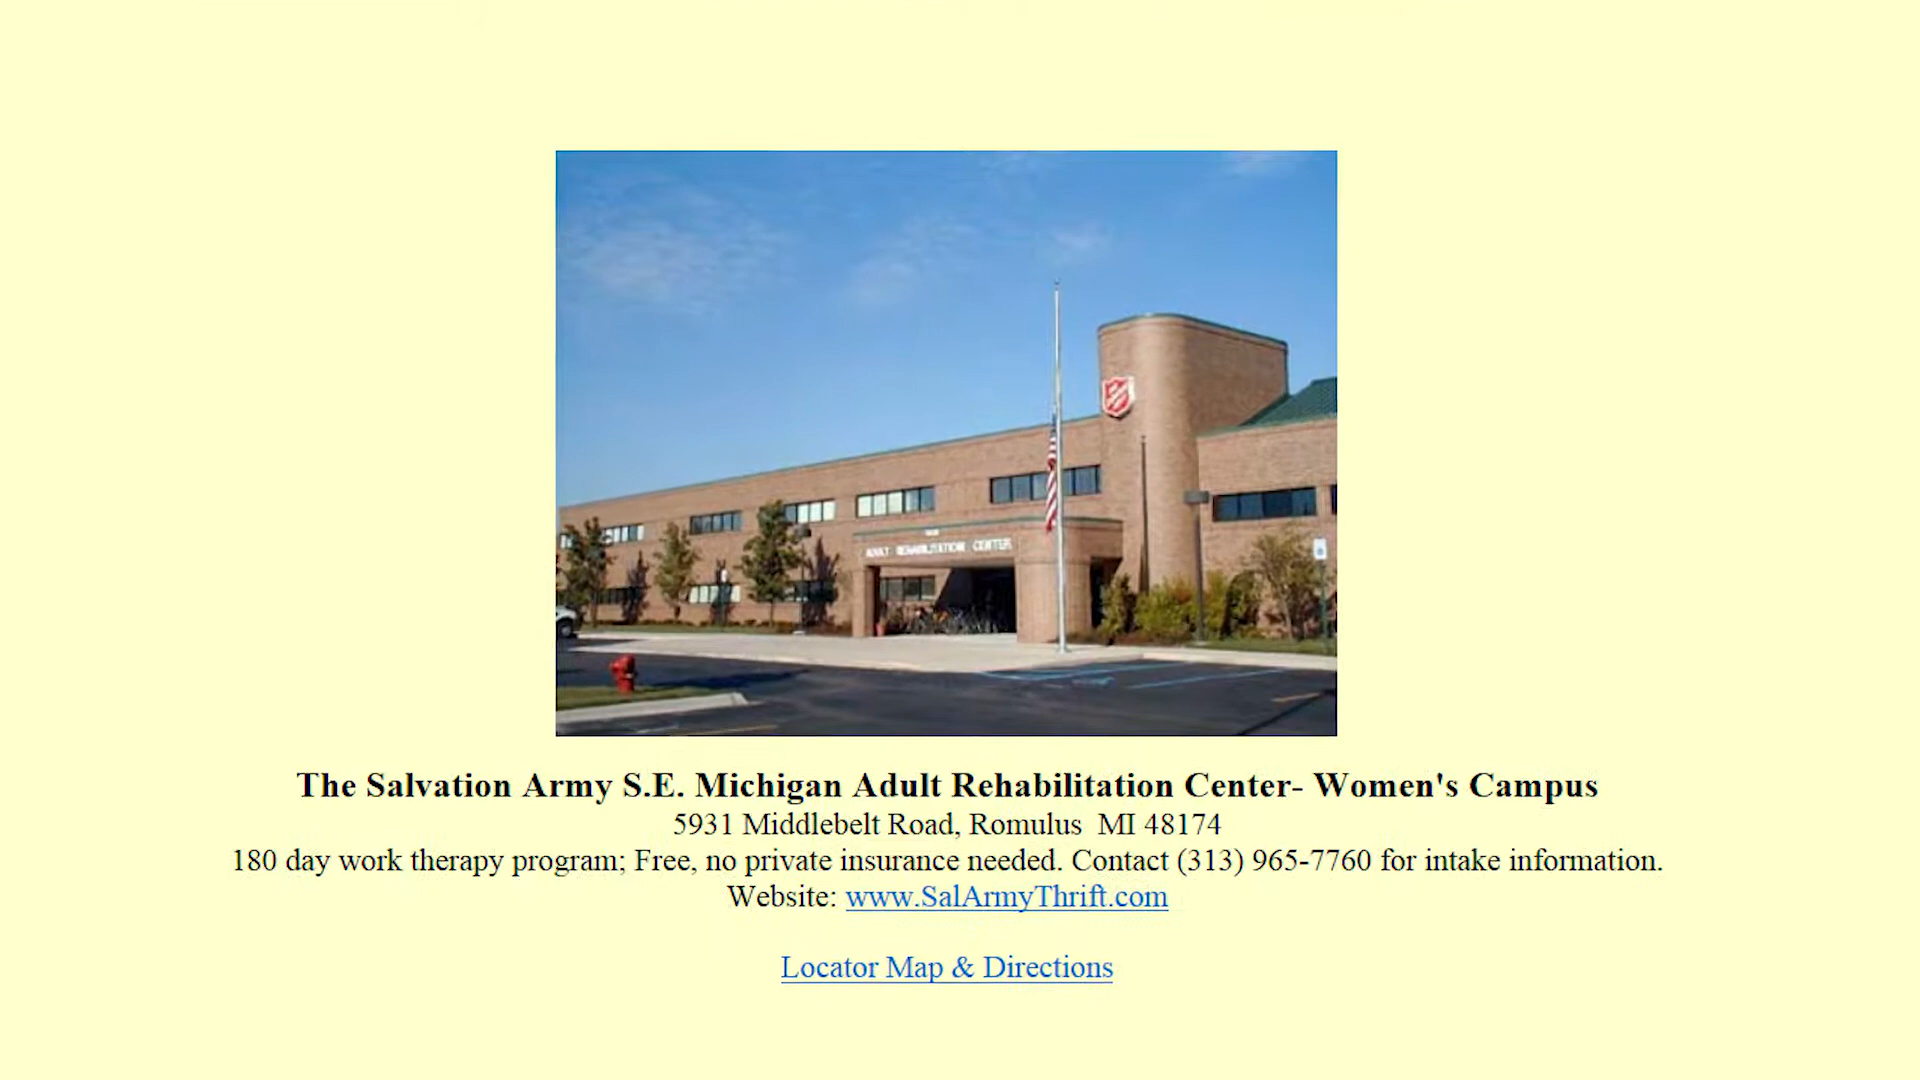 ADULT REHABILITATION CENTER
The Salvation Army S.E. Michigan Adult Rehabilitation Center- Women's Campus
5931 Middlebelt Road, Romulus  MI 48174
180 day work therapy program; Free, no private insurance needed. Contact (313) 965-7760 for intake information.
Website: www.SalArmyThrift.com
Locator Map & Directions